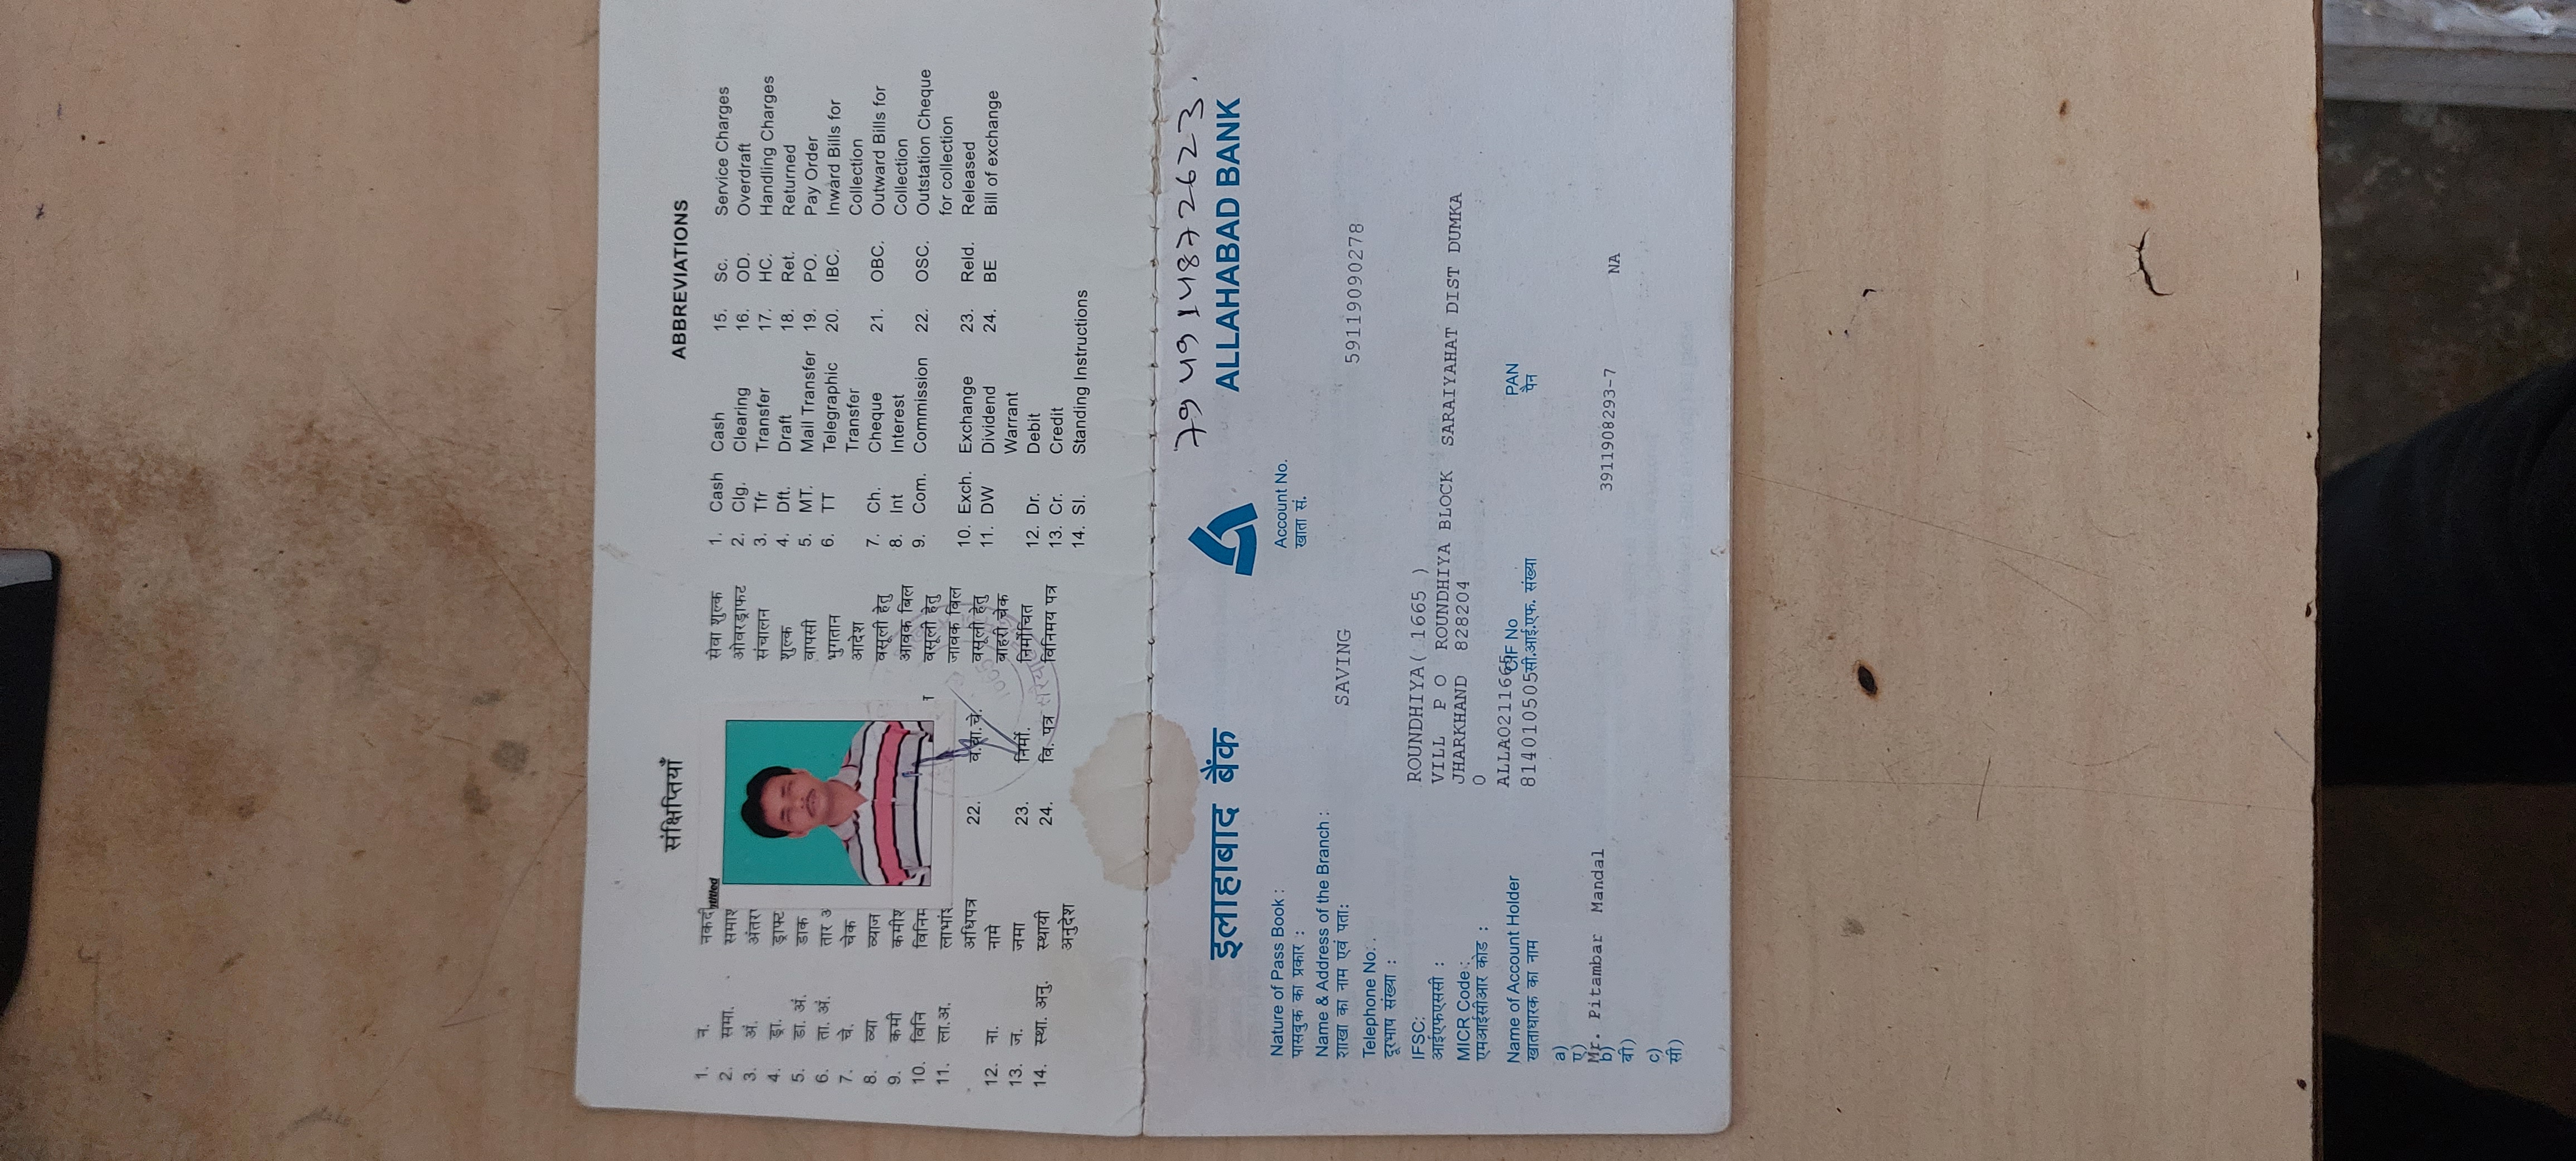 संक्षिप्तियाँ
1. न. नकदी
2. समा. समाश
3. अं. अंतर
4. ड्रा. ड्राफ्ट
5. डा. अं. डाक
6. ता. अं. तार अ
7. चे. चेक
8. व्या व्याज
9. कमी कमीश
10. विनि विनिम
11. ला.अ. लाभांश
अधिपत्र
12. ना. नामे
13. ज. जमा
14. स्था. अनु. स्थायी
अनुदेश
सेवा शुल्क
ओवरड्राफ्ट
संचालन
शुल्क
वापसी
भुगतान
आदेश
वसूली हेतु
आवक बिल
वसूली हेतु
जावक बिल
22. वसूली हेतु
बाहरी चेक
23. निर्मो. निर्मोचित
24. वि. पत्र विनिमय पत्र
ABBREVIATIONS
1. Cash Cash
2. Clg. Clearing
3. Tfr Transfer
4. Dft. Draft
5. MT. Mail Transfer
6. TT Telegraphic
Transfer
7. Ch. Cheque
8. Int Interest
9. Com. Commission
10. Exch. Exchange
11. DW Dividend
Warrant
12. Dr. Debit
13. Cr. Credit
14. SI. Standing Instructions
15. Sc. Service Charges
16. OD. Overdraft
17. HC. Handling Charges
18. Ret. Returned
19. PO. Pay Order
20. IBC. Inward Bills for
Collection
21. OBC. Outward Bills for
Collection
22. OSC. Outstation Cheque
for collection
23. Reld. Released
24. BE Bill of exchange
794914872623.
इलाहाबाद बैंक ALLAHABAD BANK
Nature of Pass Book : Account No.
पासबुक का प्रकार : खाता सं.
Name & Address of the Branch :
शाखा का नाम एवं पता: SAVING 59119090278
Telephone No. :
दूरभाष संख्या :
IFSC: ROUNDHIYA( 1665 )
आईएफएससी : VILL P O ROUNDHIYA BLOCK SARAIYAHAT DIST DUMKA
MICR Code : JHARKHAND 828204
एमआईसीआर कोड : 0
ALLA0211665
Name of Account Holder CIF No PAN
खाताधारक का नाम 814010505 सी.आई.एफ. संख्या पैन
a)
ए)
Mr. Pitambar Mandal 3911908293-7 NA
b)
बी)
c)
सी)